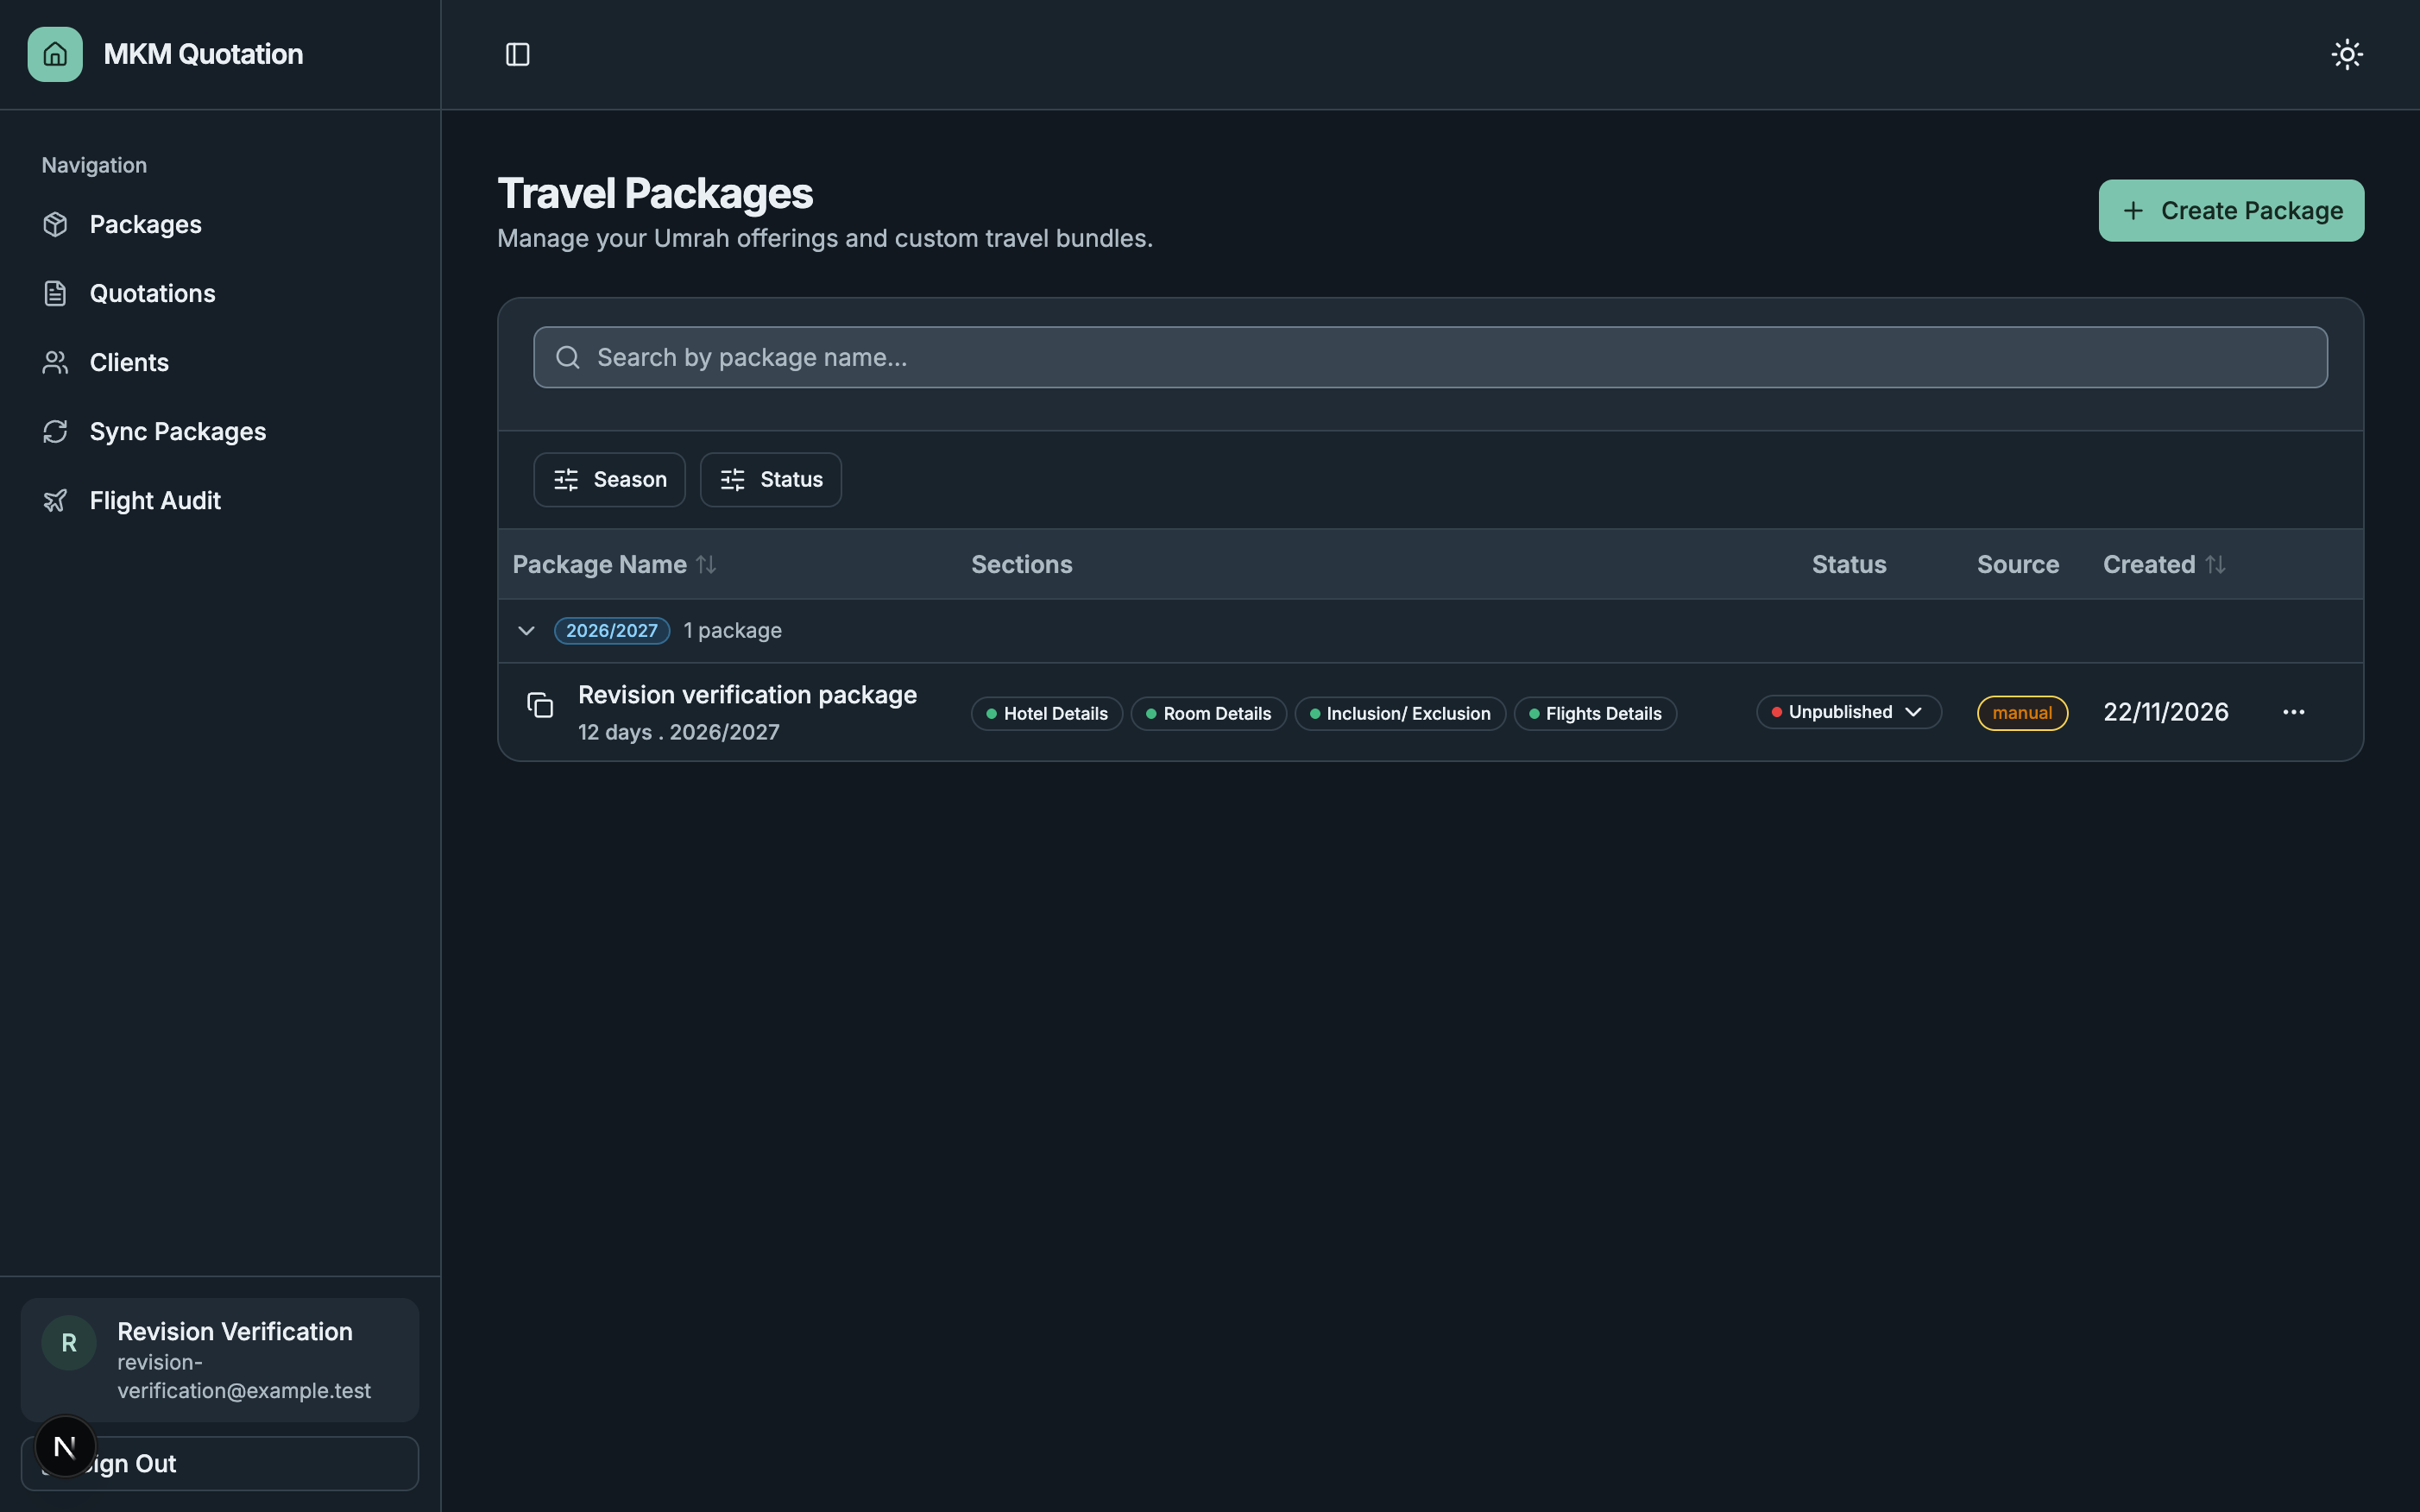 MKM Quotation
Navigation
Packages
Quotations
Clients
Sync Packages
Flight Audit
Travel Packages
Manage your Umrah offerings and custom travel bundles.
Create Package
Search by package name...
Season
Status
Package Name Sections Status Source Created
2026/2027 1 package
Revision verification package
12 days . 2026/2027
Hotel Details Room Details Inclusion/ Exclusion Flights Details Unpublished manual 22/11/2026
R
Revision Verification
revision-
verification@example.test
N
ign Out